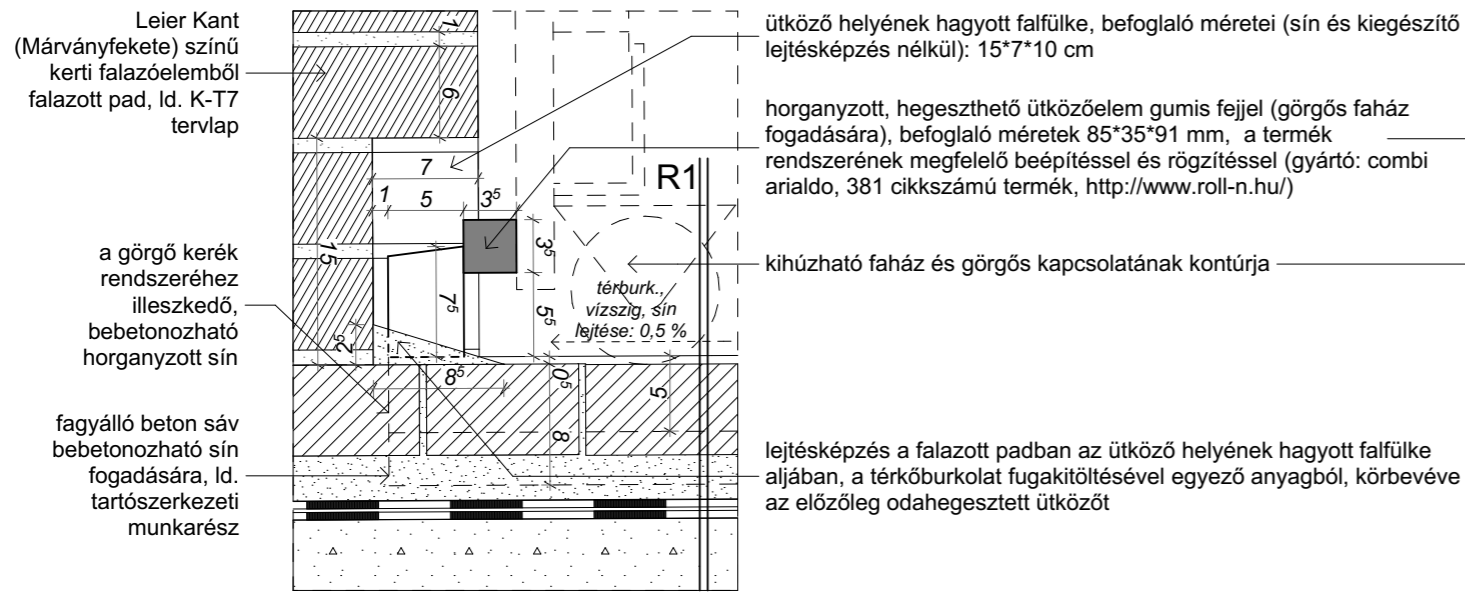 Leier Kant
(Márványfekete) színű
kerti falazóelemből
falazott pad, ld. K-T7
tervlap
a görgő kerék
rendszeréhez
illeszkedő,
bebetonozható
horganyzott sín
fagyálló beton sáv
bebetonozható sín
fogadására, ld.
tartószerkezeti
munkarész
1
6
15
2⁵
7
1 5 3⁵
3⁵
7⁵
5⁵
8⁵
0⁵
8
5
R1
térburk.,
vízszig, sín
lejtése: 0,5 %
ütköző helyének hagyott falfülke, befoglaló méretei (sín és kiegészítő
lejtésképzés nélkül): 15*7*10 cm
horganyzott, hegeszthető ütközőelem gumis fejjel (görgős faház
fogadására), befoglaló méretek 85*35*91 mm, a termék
rendszerének megfelelő beépítéssel és rögzítéssel (gyártó: combi
arialdo, 381 cikkszámú termék, http://www.roll-n.hu/)
kihúzható faház és görgős kapcsolatának kontúrja
lejtésképzés a falazott padban az ütköző helyének hagyott falfülke
aljában, a térkőburkolat fugakitöltésével egyező anyagból, körbevéve
az előzőleg odahegesztett ütközőt